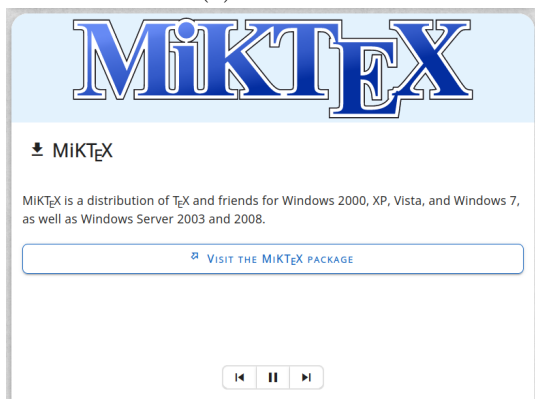 MiKTEX
MiKTEX
MiKTEX is a distribution of TEX and friends for Windows 2000, XP, Vista, and Windows 7,
as well as Windows Server 2003 and 2008.
VISIT THE MIKTEX PACKAGE